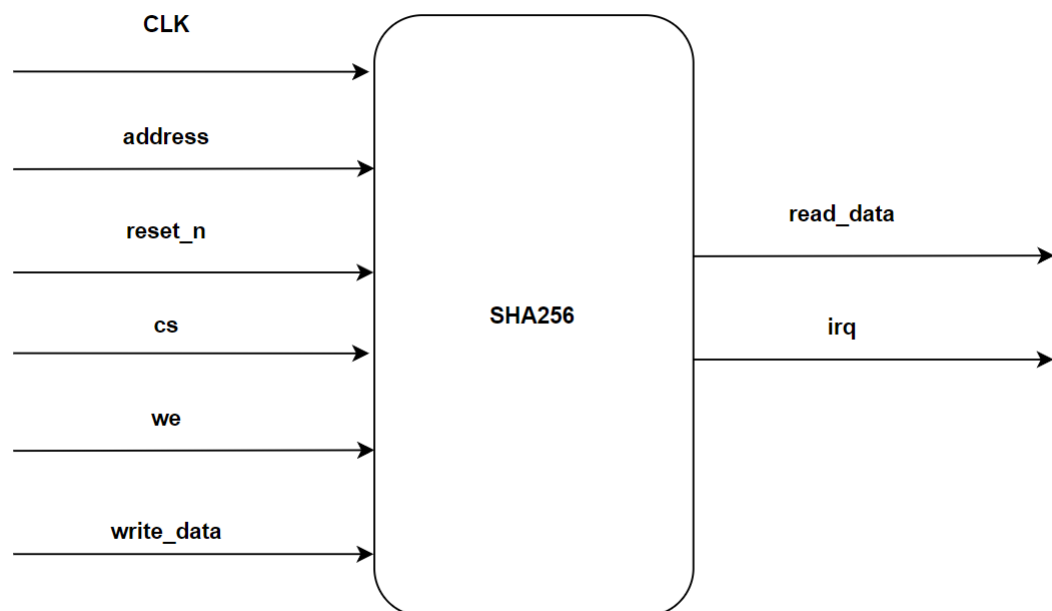 CLK
address
reset_n
cs
we
write_data
SHA256
read_data
irq